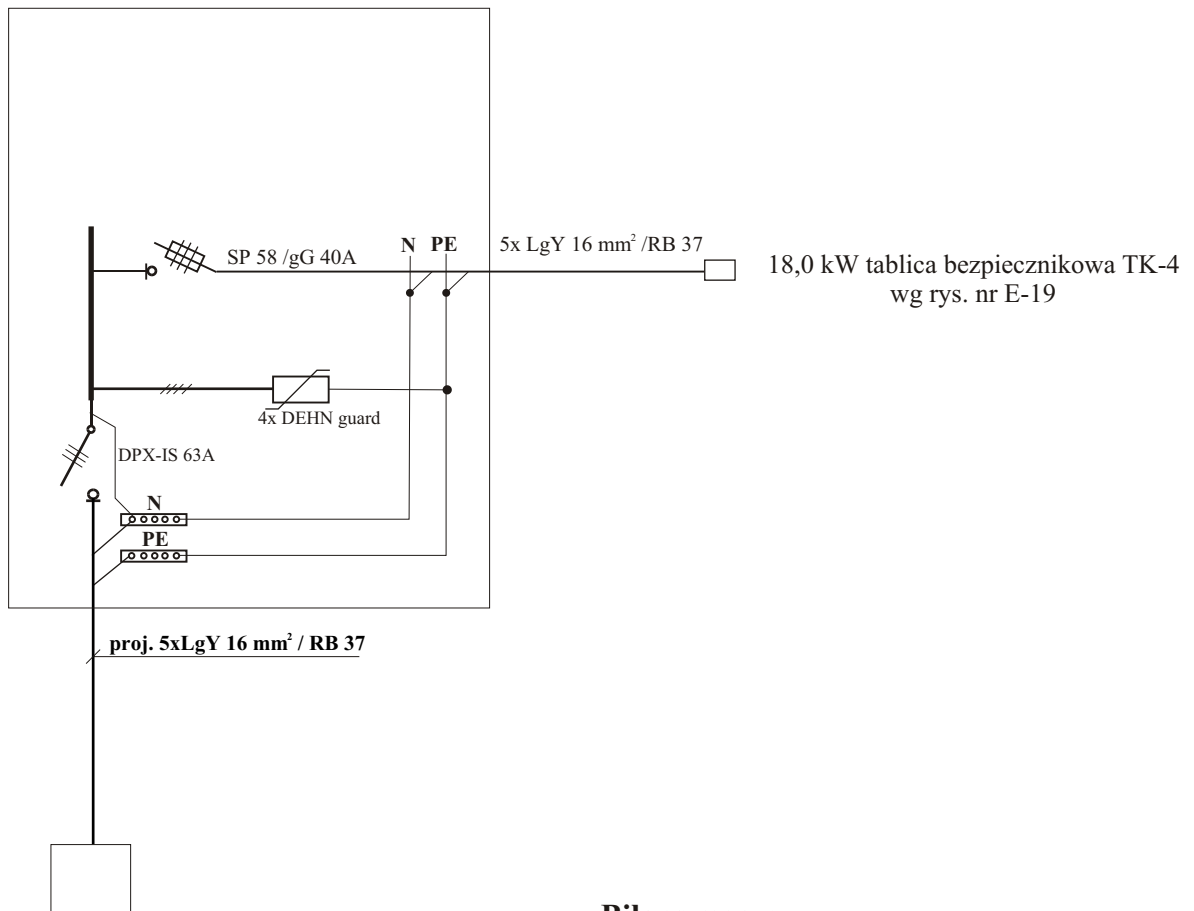 SP 58 /gG 40A
N PE
5x LgY 16 mm² /RB 37
18,0 kW tablica bezpiecznikowa TK-4
wg rys. nr E-19
4x DEHN guard
DPX-IS 63A
N
PE
proj. 5xLgY 16 mm² / RB 37